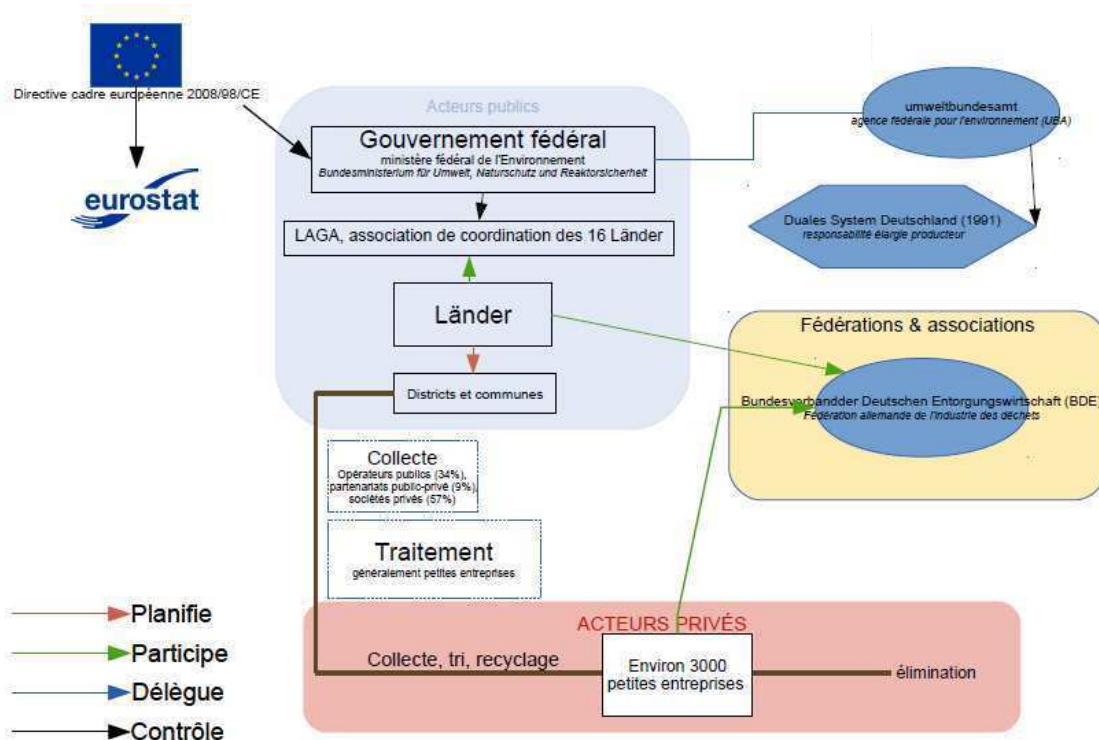 Directive cadre européenne 2008/98/CE
eurostat
Acteurs publics
Gouvernement fédéral
ministère fédéral de l'Environnement
Bundesministerium für Umwelt, Naturschutz und Reaktorsicherheit
LAGA, association de coordination des 16 Länder
Länder
Districts et communes
umweltbundesamt
agence fédérale pour l'environnement (UBA)
Duales System Deutschland (1991)
responsabilité élargie producteur
Fédérations & associations
Bundesverbandder Deutschen Entorgungswirtschaft (BDE)
Fédération allemande de l'industrie des déchets
Collecte
Opérateurs publics (34%),
partenariats public-privé (9%),
sociétés privés (57%)
Traitement
généralement petites entreprises
ACTEURS PRIVÉS
Collecte, tri, recyclage
Environ 3000
petites entreprises
élimination
Planifie
Participe
Délègue
Contrôle